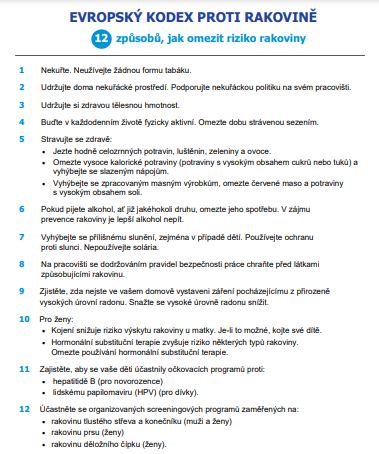 EVROPSKÝ KODEX PROTI RAKOVINĚ
12 způsobů, jak omezit riziko rakoviny
1 Nekuřte. Neužívejte žádnou formu tabáku.
2 Udržujte doma nekuřácké prostředí. Podporujte nekuřáckou politiku na svém pracovišti.
3 Udržujte si zdravou tělesnou hmotnost.
4 Buďte v každodenním životě fyzicky aktivní. Omezte dobu strávenou sezením.
5 Stravujte se zdravě:
• Jezte hodně celozrnných potravin, luštěnin, zeleniny a ovoce.
• Omezte vysoce kalorické potraviny (potraviny s vysokým obsahem cukrů nebo tuků) a
vyhýbejte se slazeným nápojům.
• Vyhýbejte se zpracovaným masným výrobkům, omezte červené maso a potraviny
s vysokým obsahem soli.
6 Pokud pijete alkohol, ať již jakéhokoli druhu, omezte jeho spotřebu. V zájmu
prevence rakoviny je lepší alkohol nepít.
7 Vyhýbejte se přílišnému slunění, zejména v případě dětí. Používejte ochranu
proti slunci. Nepoužívejte solária.
8 Na pracovišti se dodržováním pravidel bezpečnosti práce chraňte před látkami
způsobujícími rakovinu.
9 Zjistěte, zda nejste ve vašem domově vystaveni záření pocházejícímu z přirozeně
vysokých úrovní radonu. Snažte se vysoké úrovně radonu snížit.
10 Pro ženy:
• Kojení snižuje riziko výskytu rakoviny u matky. Je-li to možné, kojte své dítě.
• Hormonální substituční terapie zvyšuje riziko některých typů rakoviny.
Omezte používání hormonální substituční terapie.
11 Zajistěte, aby se vaše děti účastnily očkovacích programů proti:
• hepatitidě B (pro novorozence)
• lidskému papilomaviru (HPV) (pro dívky).
12 Účastněte se organizovaných screeningových programů zaměřených na:
• rakovinu tlustého střeva a konečníku (muži a ženy)
• rakovinu prsu (ženy)
• rakovinu děložního čípku (ženy).